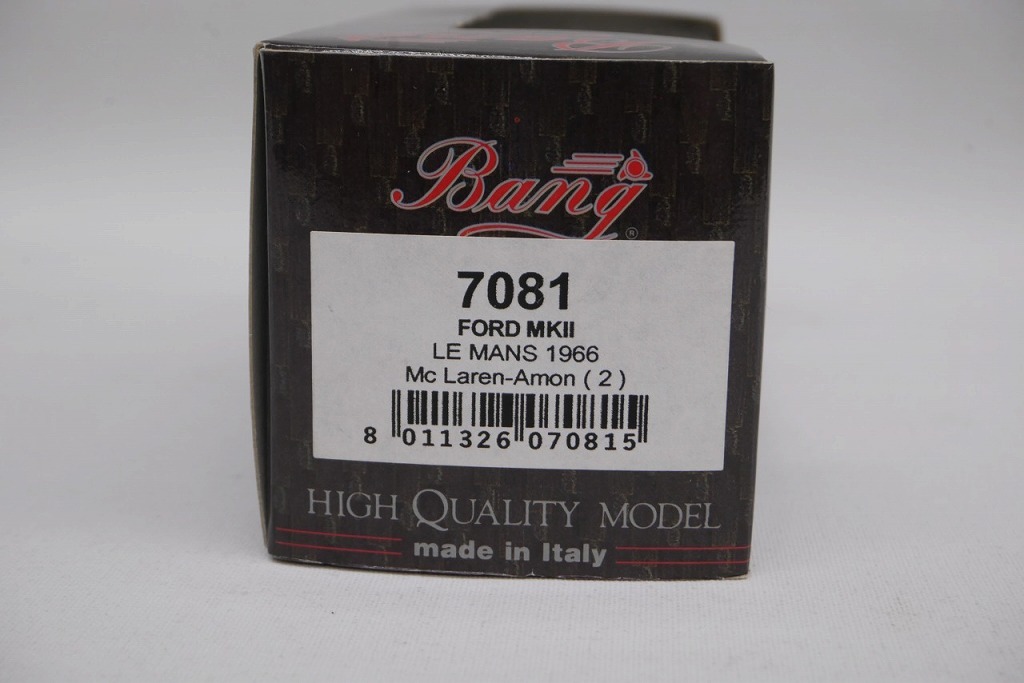 Bang
®
7081
FORD MKII
LE MANS 1966
Mc Laren-Amon ( 2 )
8 011326 070815
HIGH QUALITY MODEL
made in Italy